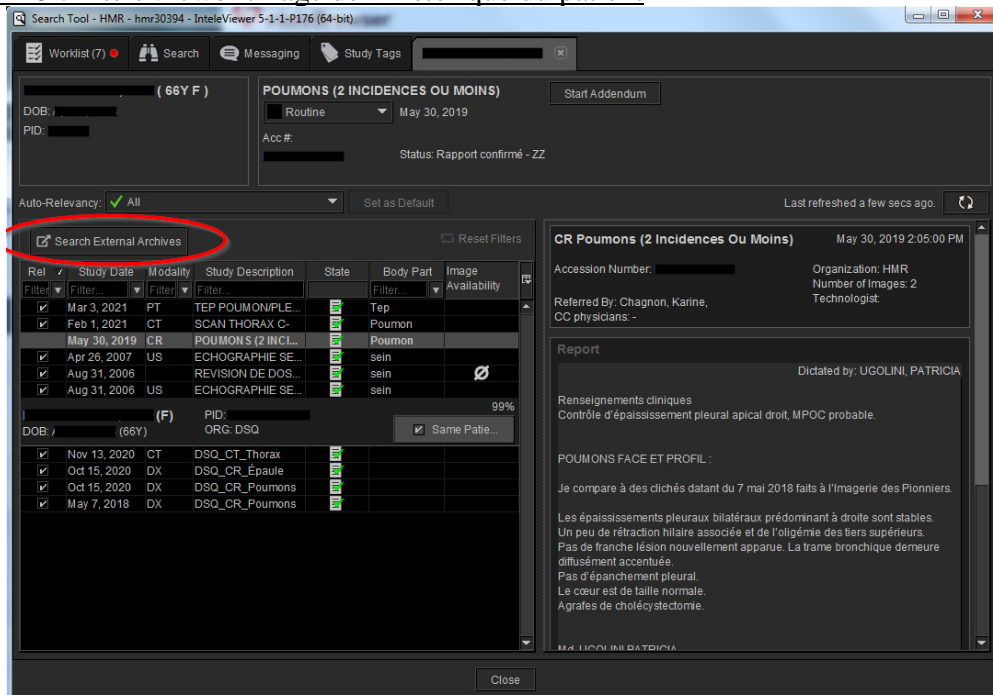 Search Tool - HMR - hmr30394 - InteleViewer 5-1-1-P176 (64-bit)
Worklist (7) Search Messaging Study Tags
( 66Y F )
DOB:
PID:
POUMONS (2 INCIDENCES OU MOINS)
Routine May 30, 2019
Acc #:
Status: Rapport confirmé - ZZ
Start Addendum
Auto-Relevancy: All Set as Default Last refreshed a few secs ago.
Search External Archives Reset Filters
Rel Study Date Modality Study Description State Body Part Image Availability
Filter Filter... Filter Filter... Filter...
Mar 3, 2021 PT TEP POUMON/PLE... Tep
Feb 1, 2021 CT SCAN THORAX C- Poumon
May 30, 2019 CR POUMONS (2 INCI... Poumon
Apr 26, 2007 US ECHOGRAPHIE SE... sein
Aug 31, 2006 REVISION DE DOS... sein
Aug 31, 2006 US ECHOGRAPHIE SE... sein
(F) PID: 99%
DOB: (66Y) ORG: DSQ Same Patie...
Nov 13, 2020 CT DSQ_CT_Thorax
Oct 15, 2020 DX DSQ_CR_Épaule
Oct 15, 2020 DX DSQ_CR_Poumons
May 7, 2018 DX DSQ_CR_Poumons
CR Poumons (2 Incidences Ou Moins) May 30, 2019 2:05:00 PM
Accession Number: Organization: HMR
Number of Images: 2
Referred By: Chagnon, Karine, Technologist:
CC physicians: -
Report
Dictated by: UGOLINI, PATRICIA
Renseignements cliniques
Contrôle d'épaississement pleural apical droit, MPOC probable.
POUMONS FACE ET PROFIL :
Je compare à des clichés datant du 7 mai 2018 faits à l'Imagerie des Pionniers.
Les épaississements pleuraux bilatéraux prédominant à droite sont stables.
Un peu de rétraction hilaire associée et de l'oligémie des tiers supérieurs.
Pas de franche lésion nouvellement apparue. La trame bronchique demeure
diffusément accentuée.
Pas d'épanchement pleural.
Le cœur est de taille normale.
Agrafes de cholécystectomie.
Md. UGOLINI PATRICIA
Close